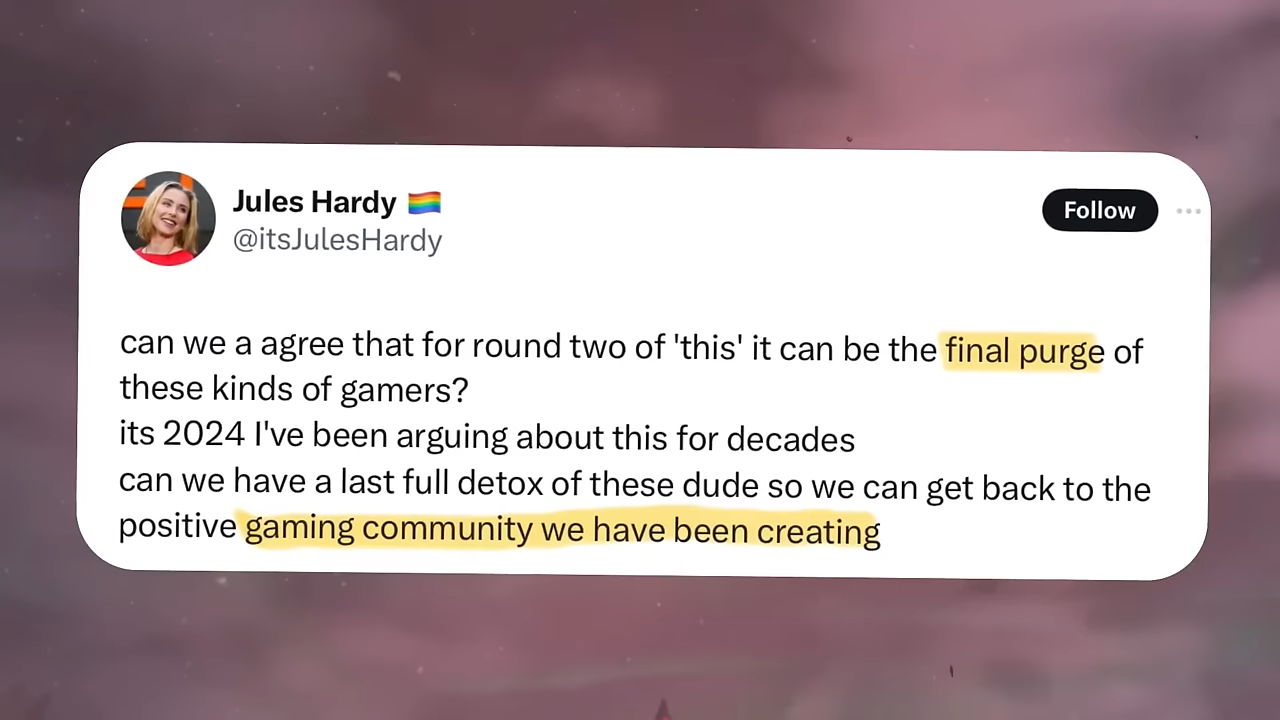 Jules Hardy 🏳️‍🌈
@itsJulesHardy
Follow
can we a agree that for round two of 'this' it can be the final purge of
these kinds of gamers?
its 2024 I've been arguing about this for decades
can we have a last full detox of these dude so we can get back to the
positive gaming community we have been creating